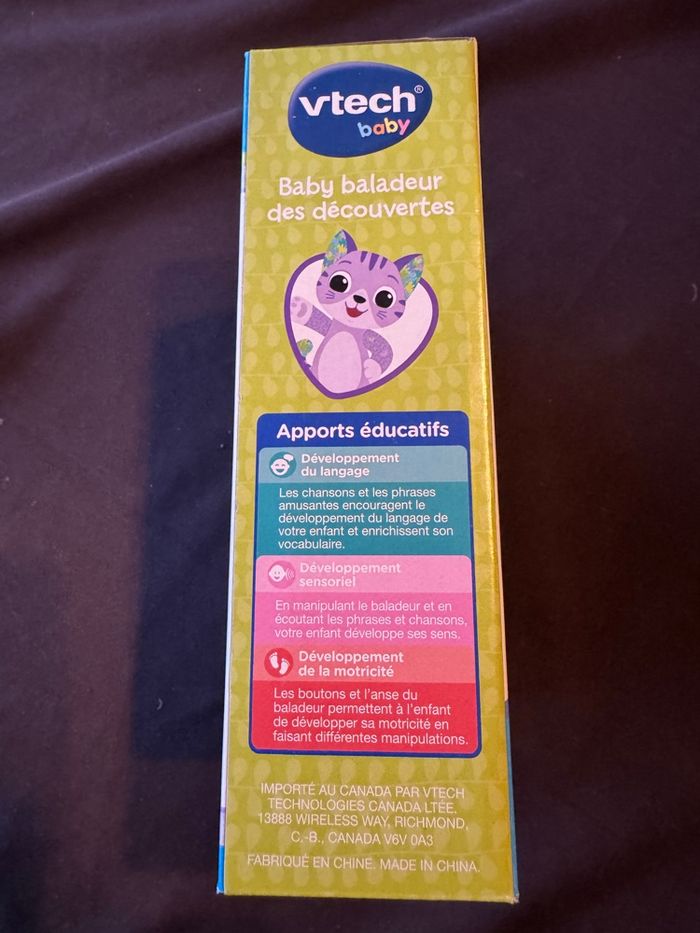 vtech®
baby
Baby baladeur
des découvertes
Apports éducatifs
Développement
du langage
Les chansons et les phrases
amusantes encouragent le
développement du langage de
votre enfant et enrichissent son
vocabulaire.
Développement
sensoriel
En manipulant le baladeur et en
écoutant les phrases et chansons,
votre enfant développe ses sens.
Développement
de la motricité
Les boutons et l'anse du
baladeur permettent à l'enfant
de développer sa motricité en
faisant différentes manipulations.
IMPORTÉ AU CANADA PAR VTECH
TECHNOLOGIES CANADA LTÉE,
13888 WIRELESS WAY, RICHMOND,
C.-B., CANADA V6V 0A3
FABRIQUÉ EN CHINE. MADE IN CHINA.